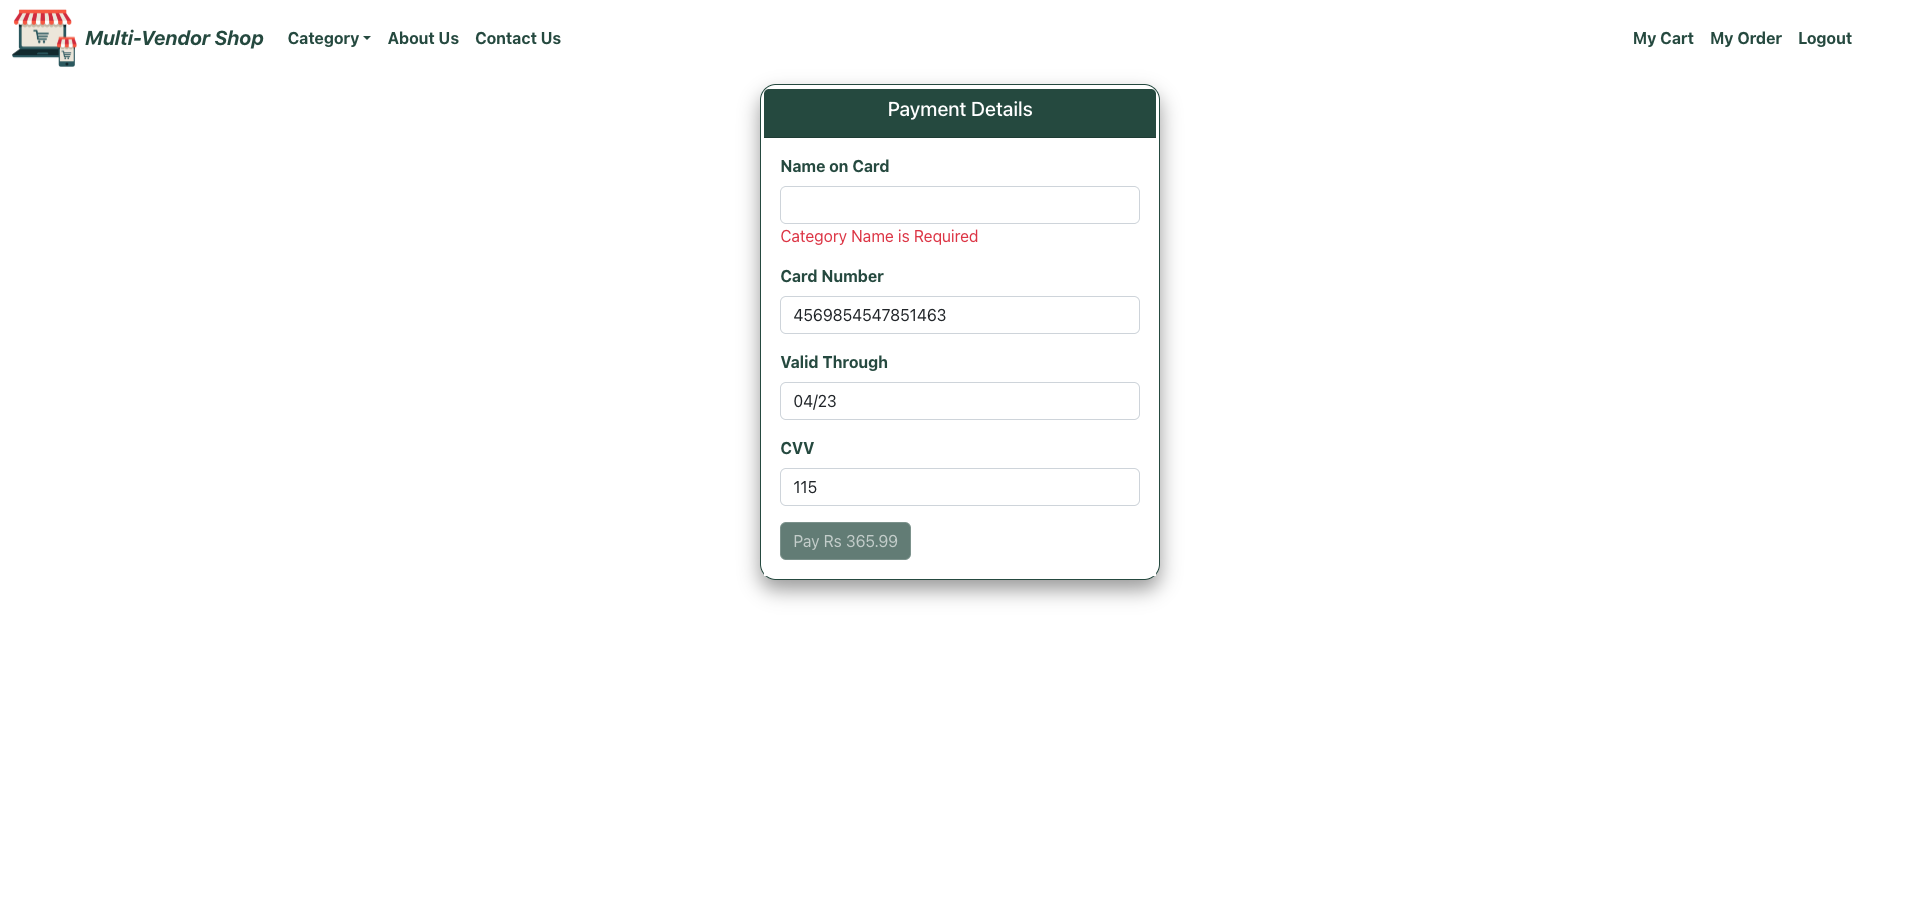 Multi-Vendor Shop Category About Us Contact Us My Cart My Order Logout
Payment Details
Name on Card
Category Name is Required
Card Number
4569854547851463
Valid Through
04/23
CVV
115
Pay Rs 365.99